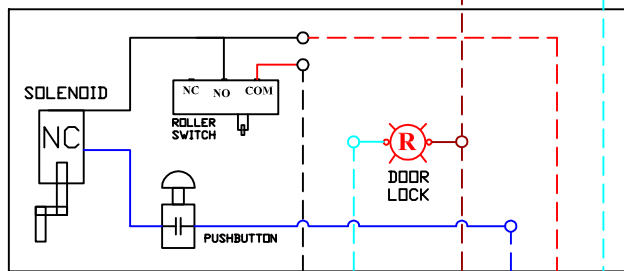 SOLENOID
NC
NC NO COM
ROLLER
SWITCH
R
DOOR
LOCK
PUSHBUTTON